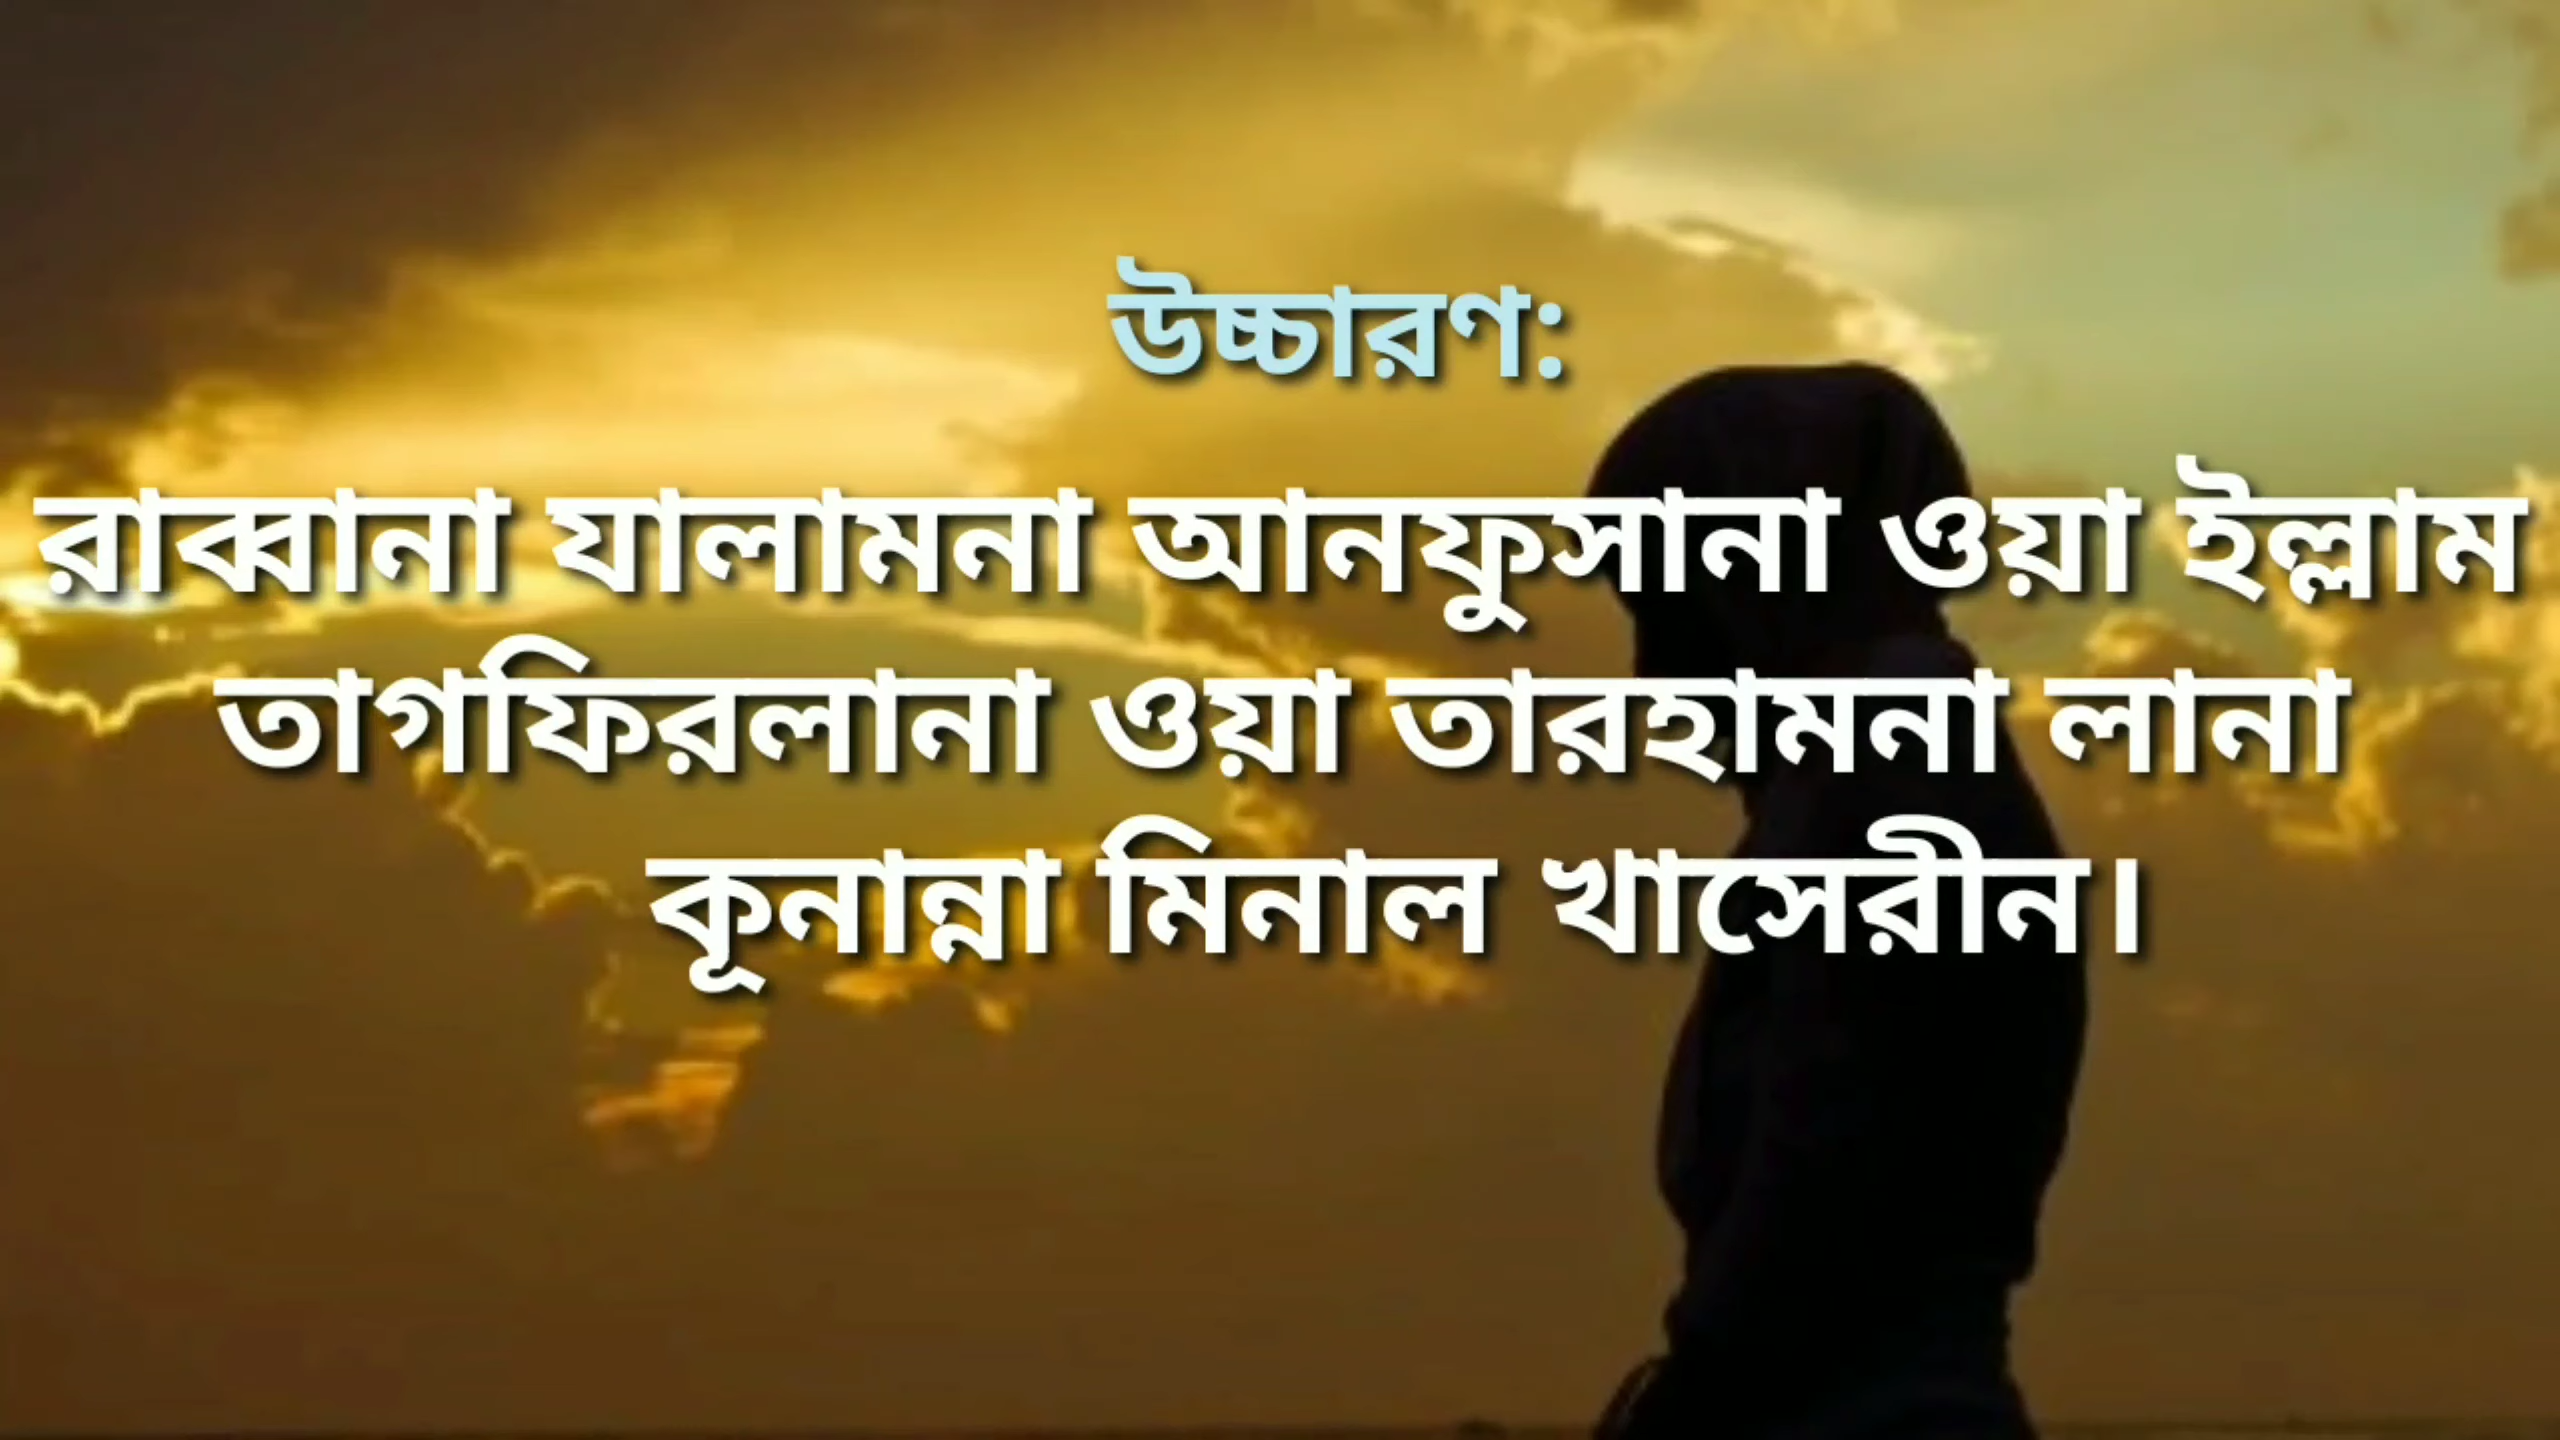 উচ্চারণ:
রাব্বানা যালামনা আনফুসানা ওয়া ইল্লাম
তাগফিরলানা ওয়া তারহামনা লানা
কূনান্না মিনাল খাসেরীন।